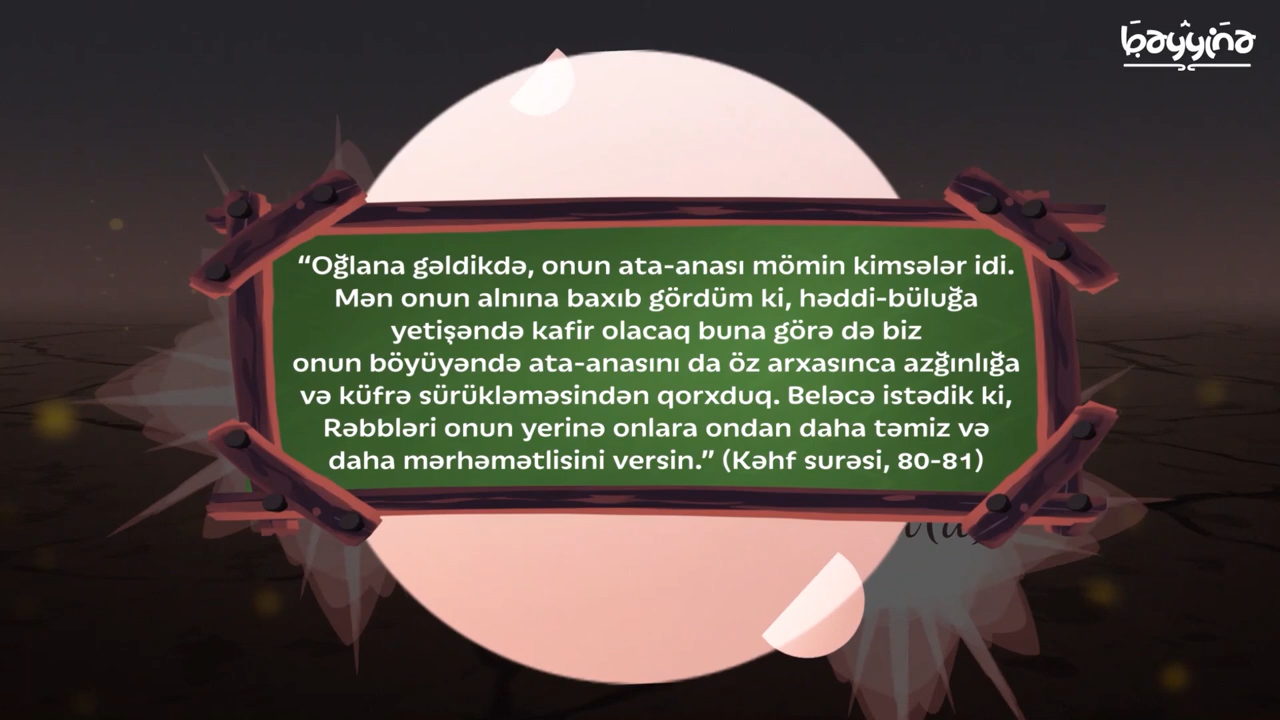 bayyina
“Oğlana gəldikdə, onun ata-anası mömin kimsələr idi.
Mən onun alnına baxıb gördüm ki, həddi-büluğa
yetişəndə kafir olacaq buna görə də biz
onun böyüyəndə ata-anasını da öz arxasınca azğınlığa
və küfrə sürükləməsindən qorxduq. Beləcə istədik ki,
Rəbbləri onun yerinə onlara ondan daha təmiz və
daha mərhəmətlisini versin.” (Kəhf surəsi, 80-81)